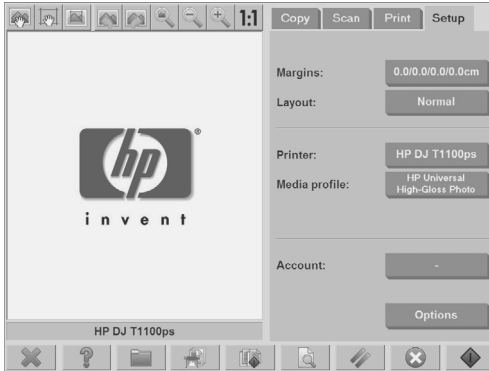 1:1
Copy Scan Print Setup
Margins: 0.0/0.0/0.0/0.0cm
Layout: Normal
hp®
invent
Printer: HP DJ T1100ps
Media profile: HP Universal
High-Gloss Photo
Account: -
Options
HP DJ T1100ps
?